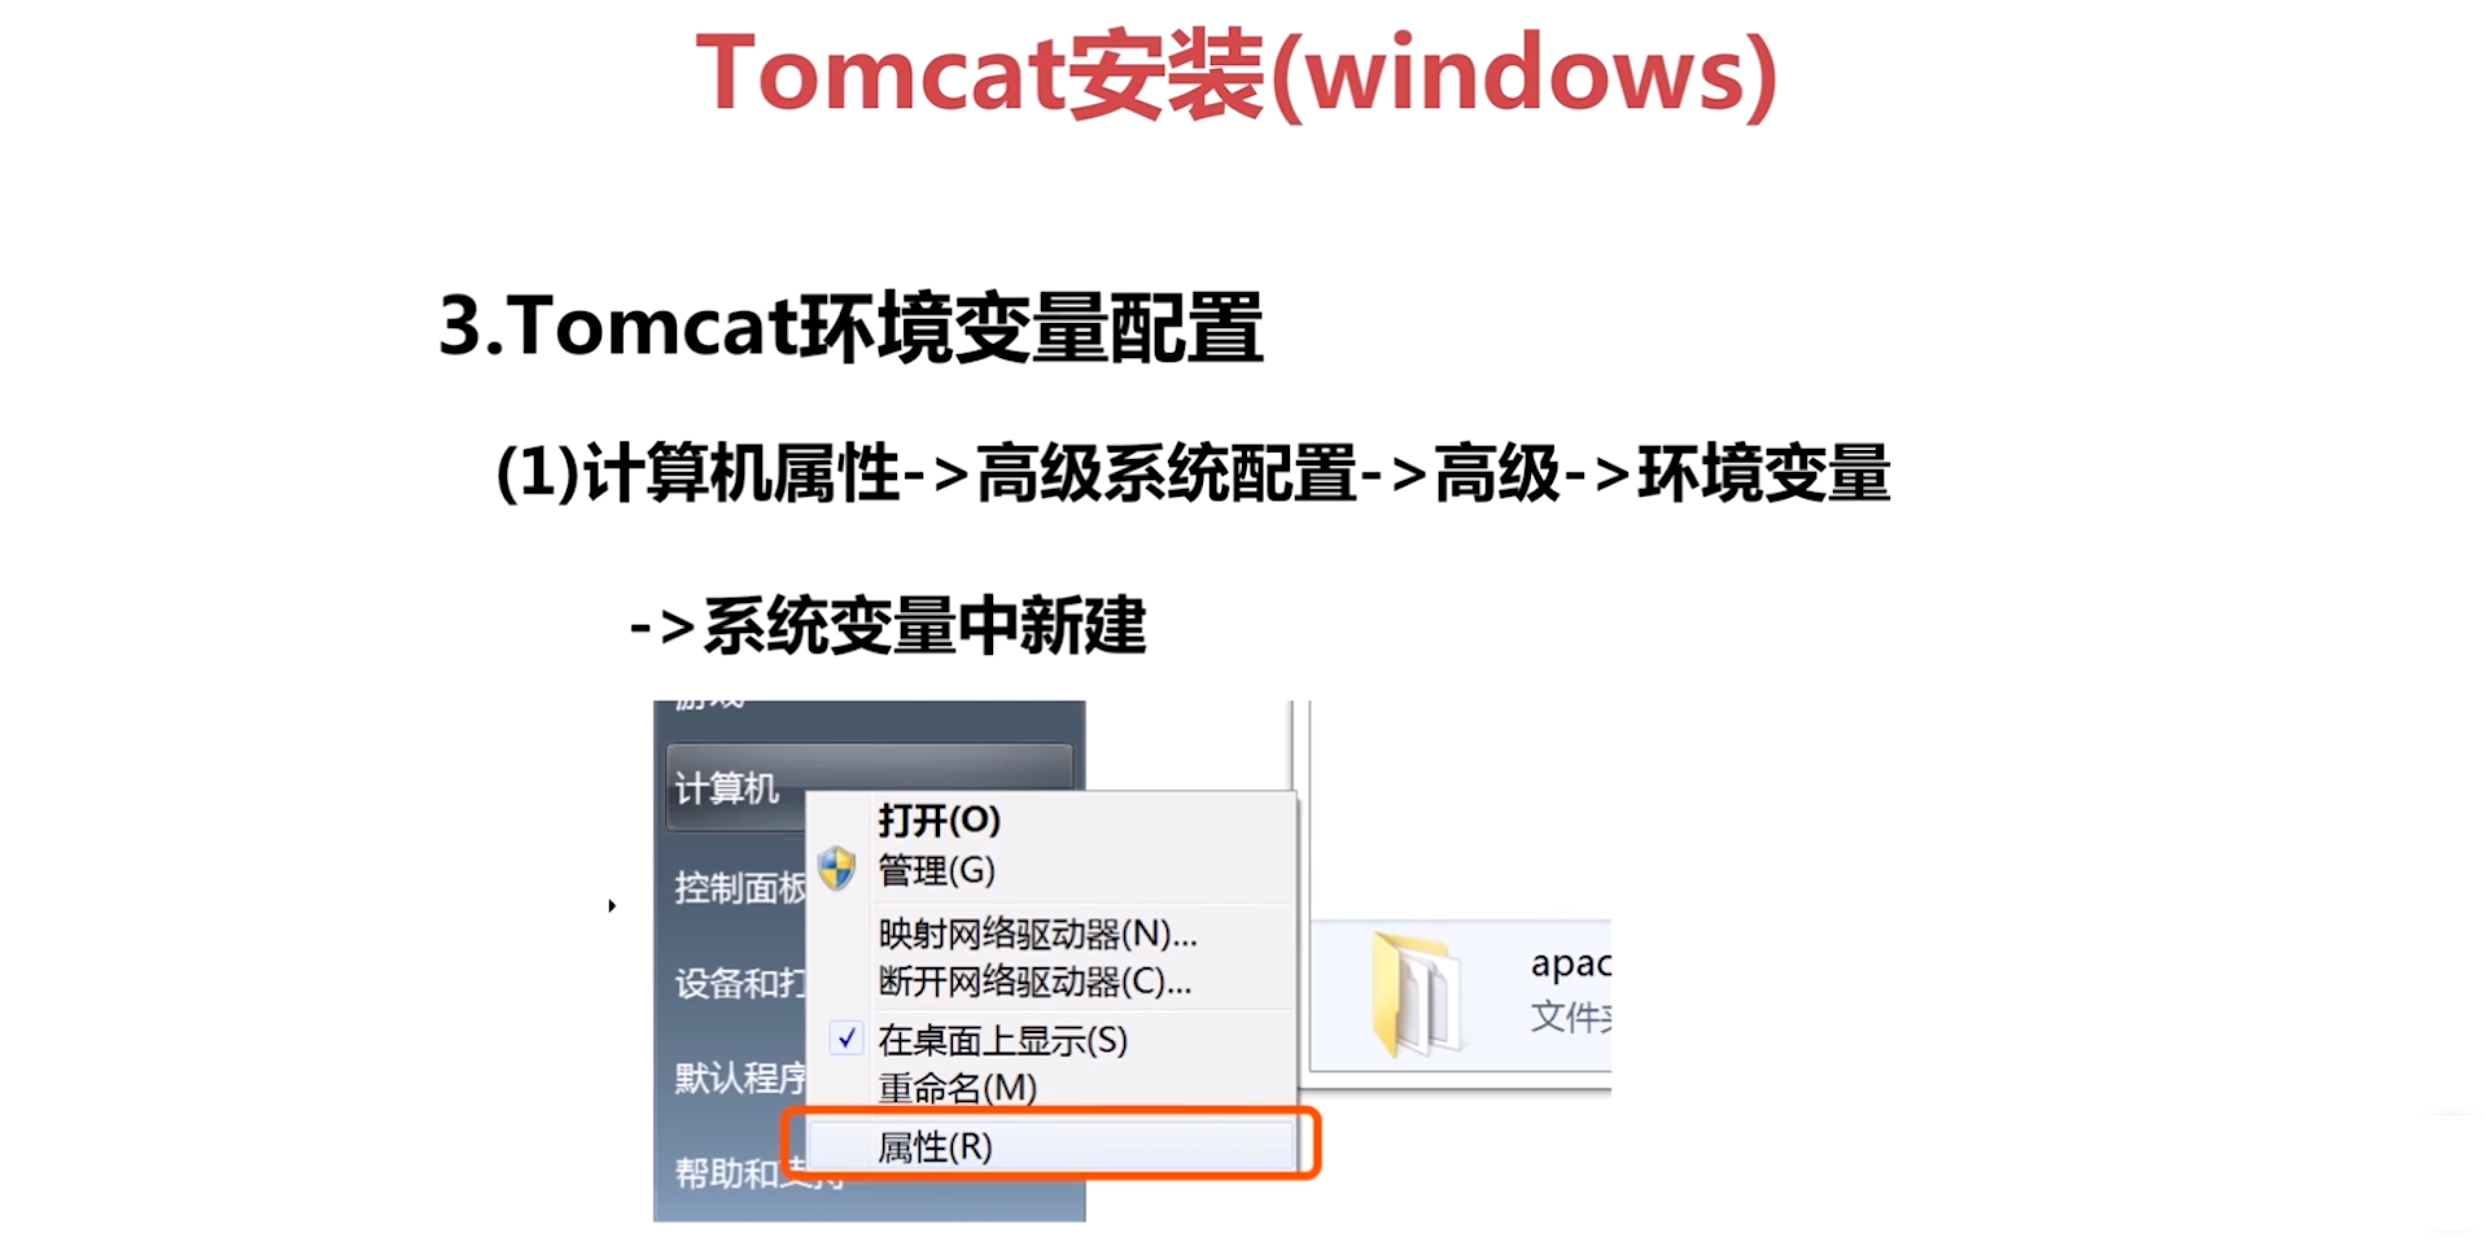 Tomcat安装(windows)
3.Tomcat环境变量配置
(1)计算机属性->高级系统配置->高级->环境变量
->系统变量中新建
计算机
控制面板
设备和打
默认程序
帮助和支持
打开(O)
管理(G)
映射网络驱动器(N)...
断开网络驱动器(C)...
在桌面上显示(S)
重命名(M)
属性(R)
apac
文件夹